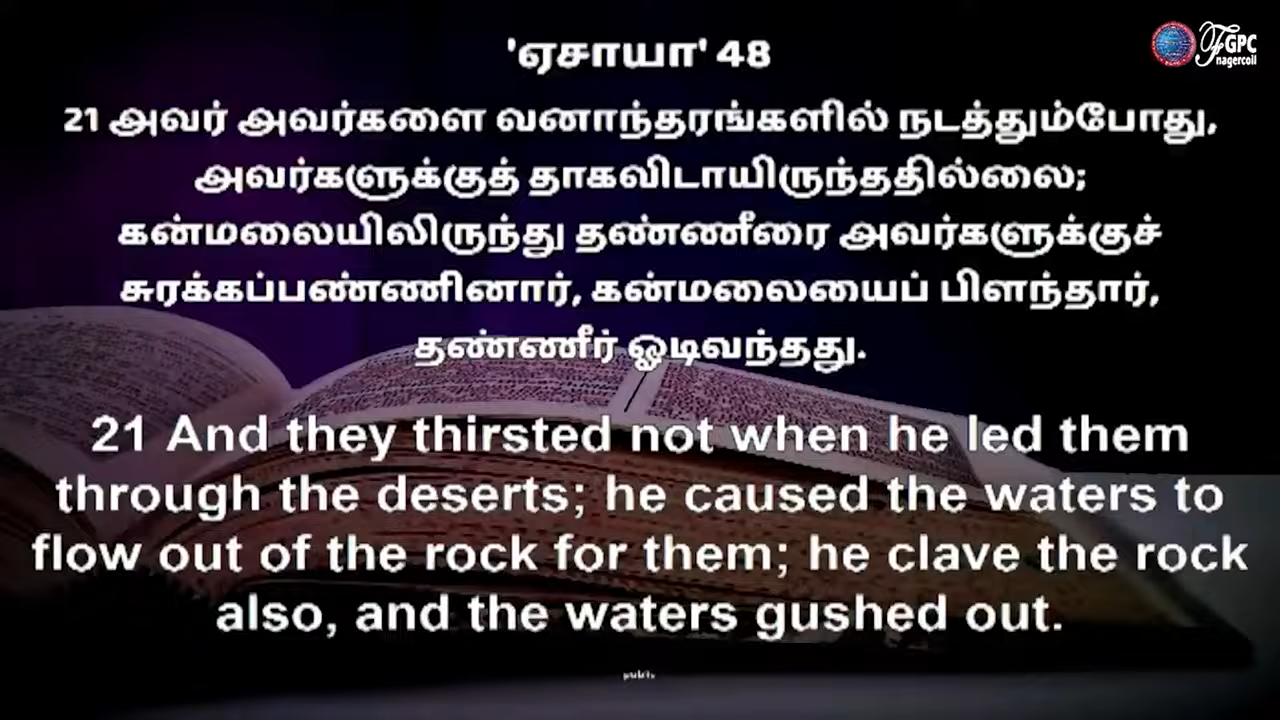 'ஏசாயா' 48
FGPC
nagercoil
21 அவர் அவர்களை வனாந்தரங்களில் நடத்தும்போது,
அவர்களுக்குத் தாகவிடாயிருந்ததில்லை;
கன்மலையிலிருந்து தண்ணீரை அவர்களுக்குச்
சுரக்கப்பண்ணினார், கன்மலையைப் பிளந்தார்,
தண்ணீர் ஓடிவந்தது.
21 And they thirsted not when he led them
through the deserts; he caused the waters to
flow out of the rock for them; he clave the rock
also, and the waters gushed out.